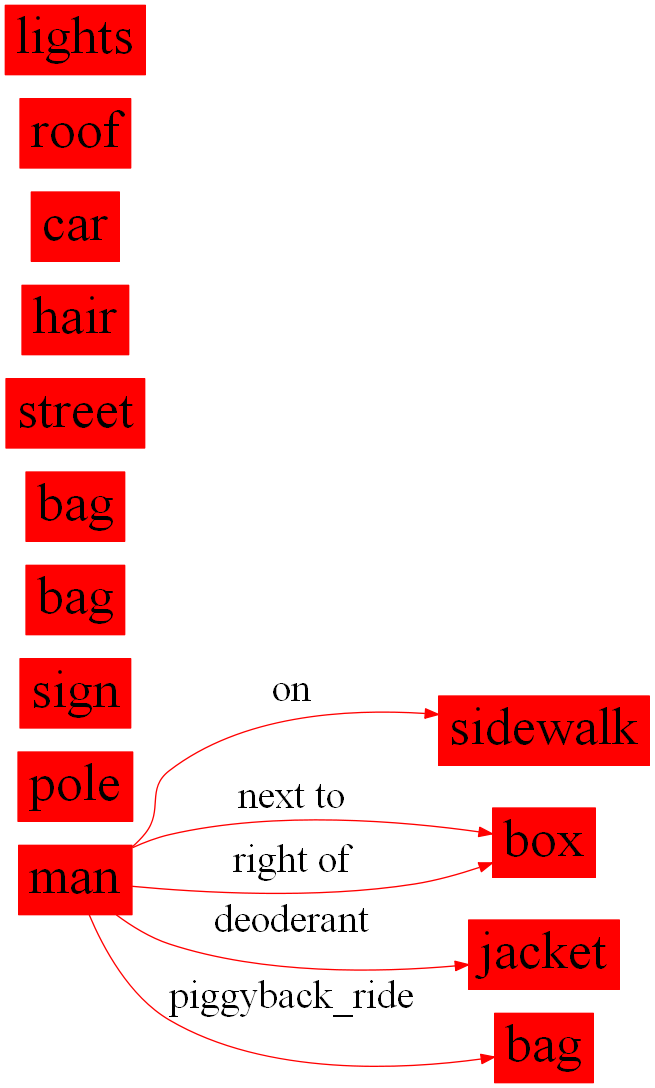 lights
roof
car
hair
street
bag
bag
sign
on
sidewalk
pole
next to
box
right of
man
deoderant
jacket
piggyback_ride
bag